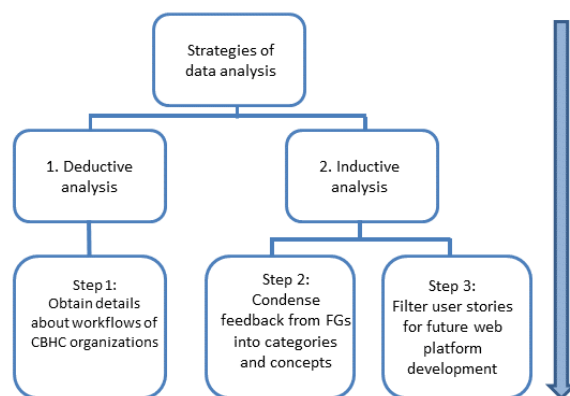 Strategies of
data analysis
1. Deductive
analysis
2. Inductive
analysis
Step 1:
Obtain details
about workflows of
CBHC organizations
Step 2:
Condense
feedback from FGs
into categories
and concepts
Step 3:
Filter user stories
for future web
platform
development